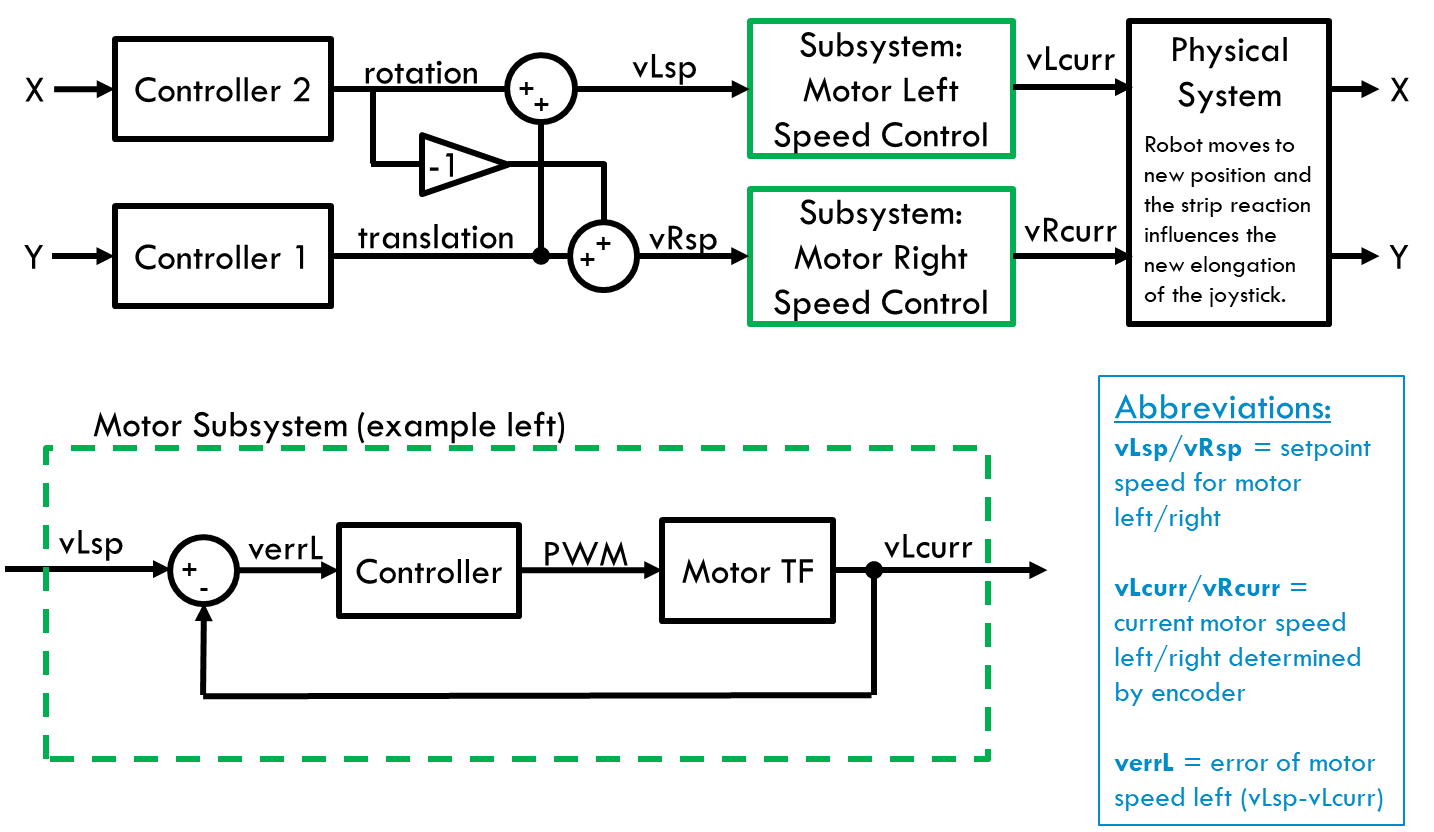 X
Controller 2
rotation
+
+
vLsp
Subsystem:
Motor Left
Speed Control
vLcurr
Physical
System
X
-1
Robot moves to
new position and
the strip reaction
influences the
new elongation
of the joystick.
Y
Controller 1
translation
+
+
vRsp
Subsystem:
Motor Right
Speed Control
vRcurr
Y
Motor Subsystem (example left)
vLsp
+
-
verrL
Controller
PWM
Motor TF
vLcurr
Abbreviations:
vLsp/vRsp = setpoint
speed for motor
left/right
vLcurr/vRcurr =
current motor speed
left/right determined
by encoder
verrL = error of motor
speed left (vLsp-vLcurr)